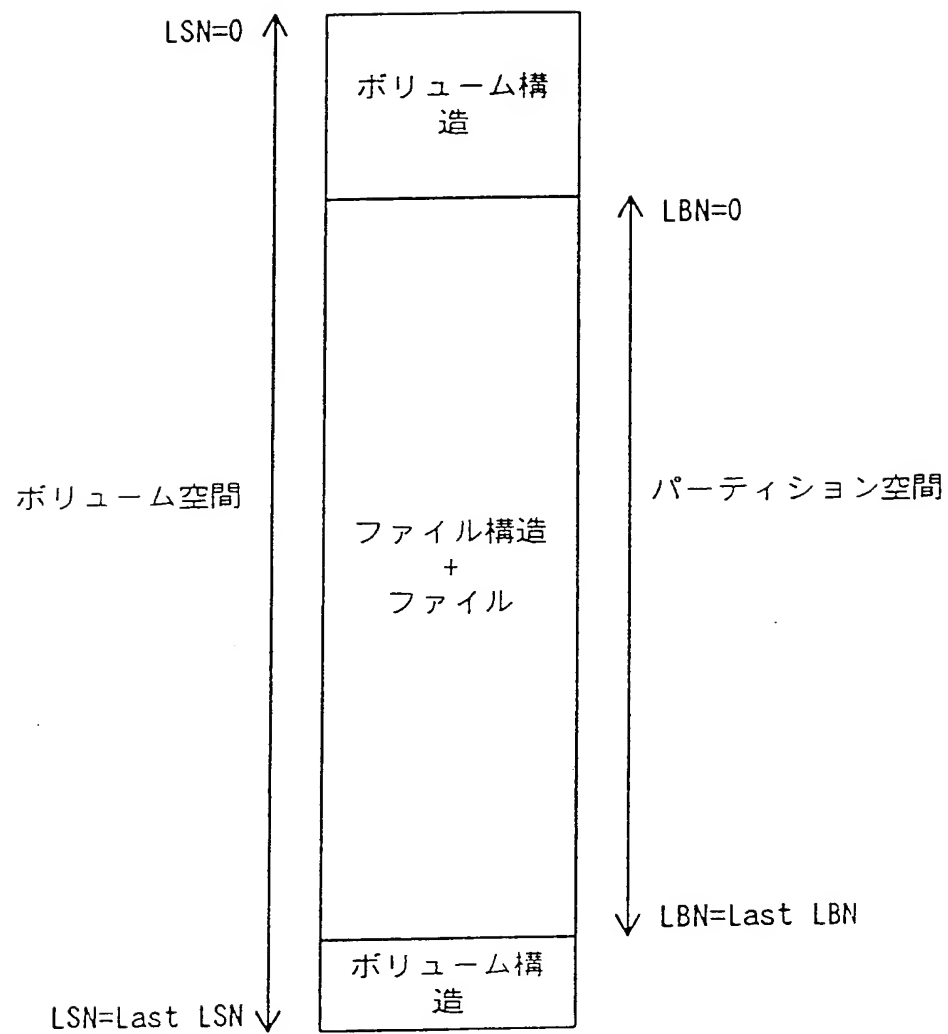 LSN=0
ボリューム構
造
LBN=0
ボリューム空間
パーティション空間
ファイル構造
+
ファイル
LBN=Last LBN
ボリューム構
造
LSN=Last LSN